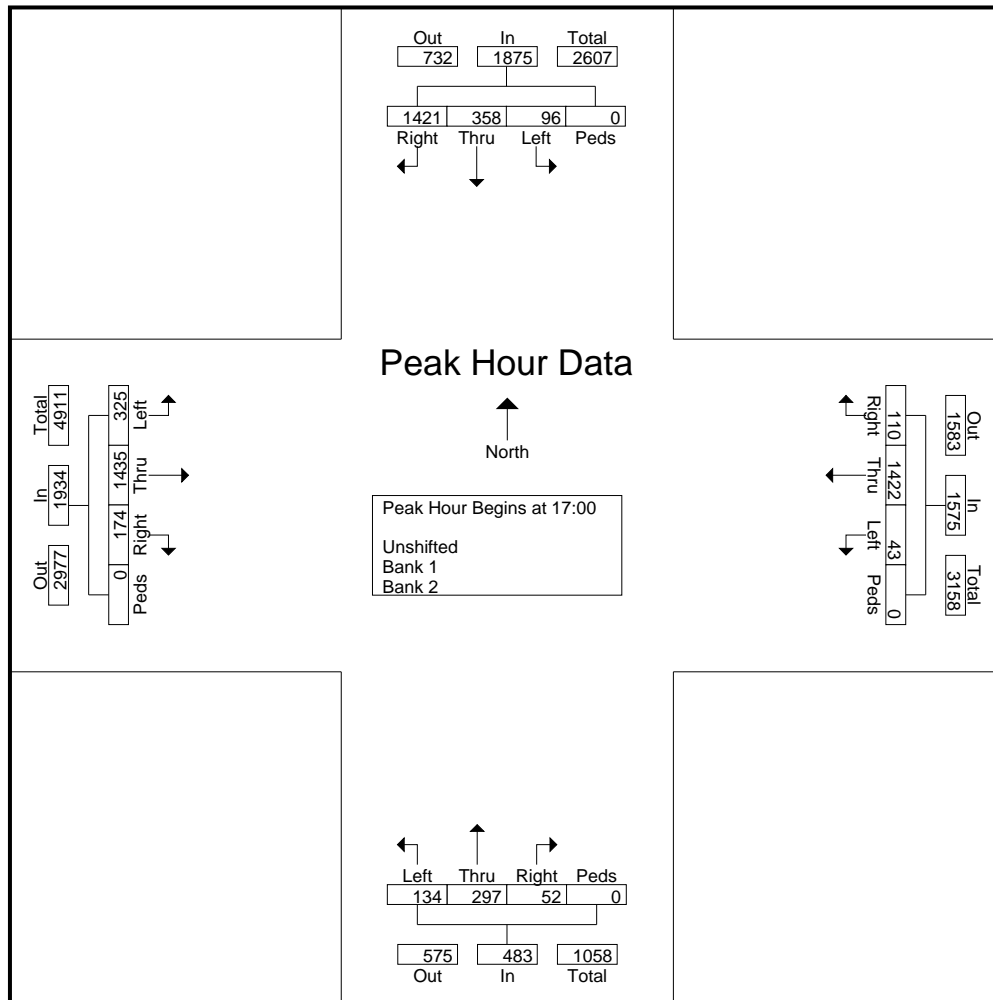 Out In Total
732 1875 2607
1421 358 96 0
Right Thru Left Peds
Peak Hour Data
North
Peak Hour Begins at 17:00
Unshifted
Bank 1
Bank 2
Total In Out
4911 1934 2977
325 1435 174 0
Left Thru Right Peds
Out In Total
1583 1575 3158
110 1422 43 0
Right Thru Left Peds
Left Thru Right Peds
134 297 52 0
575 483 1058
Out In Total